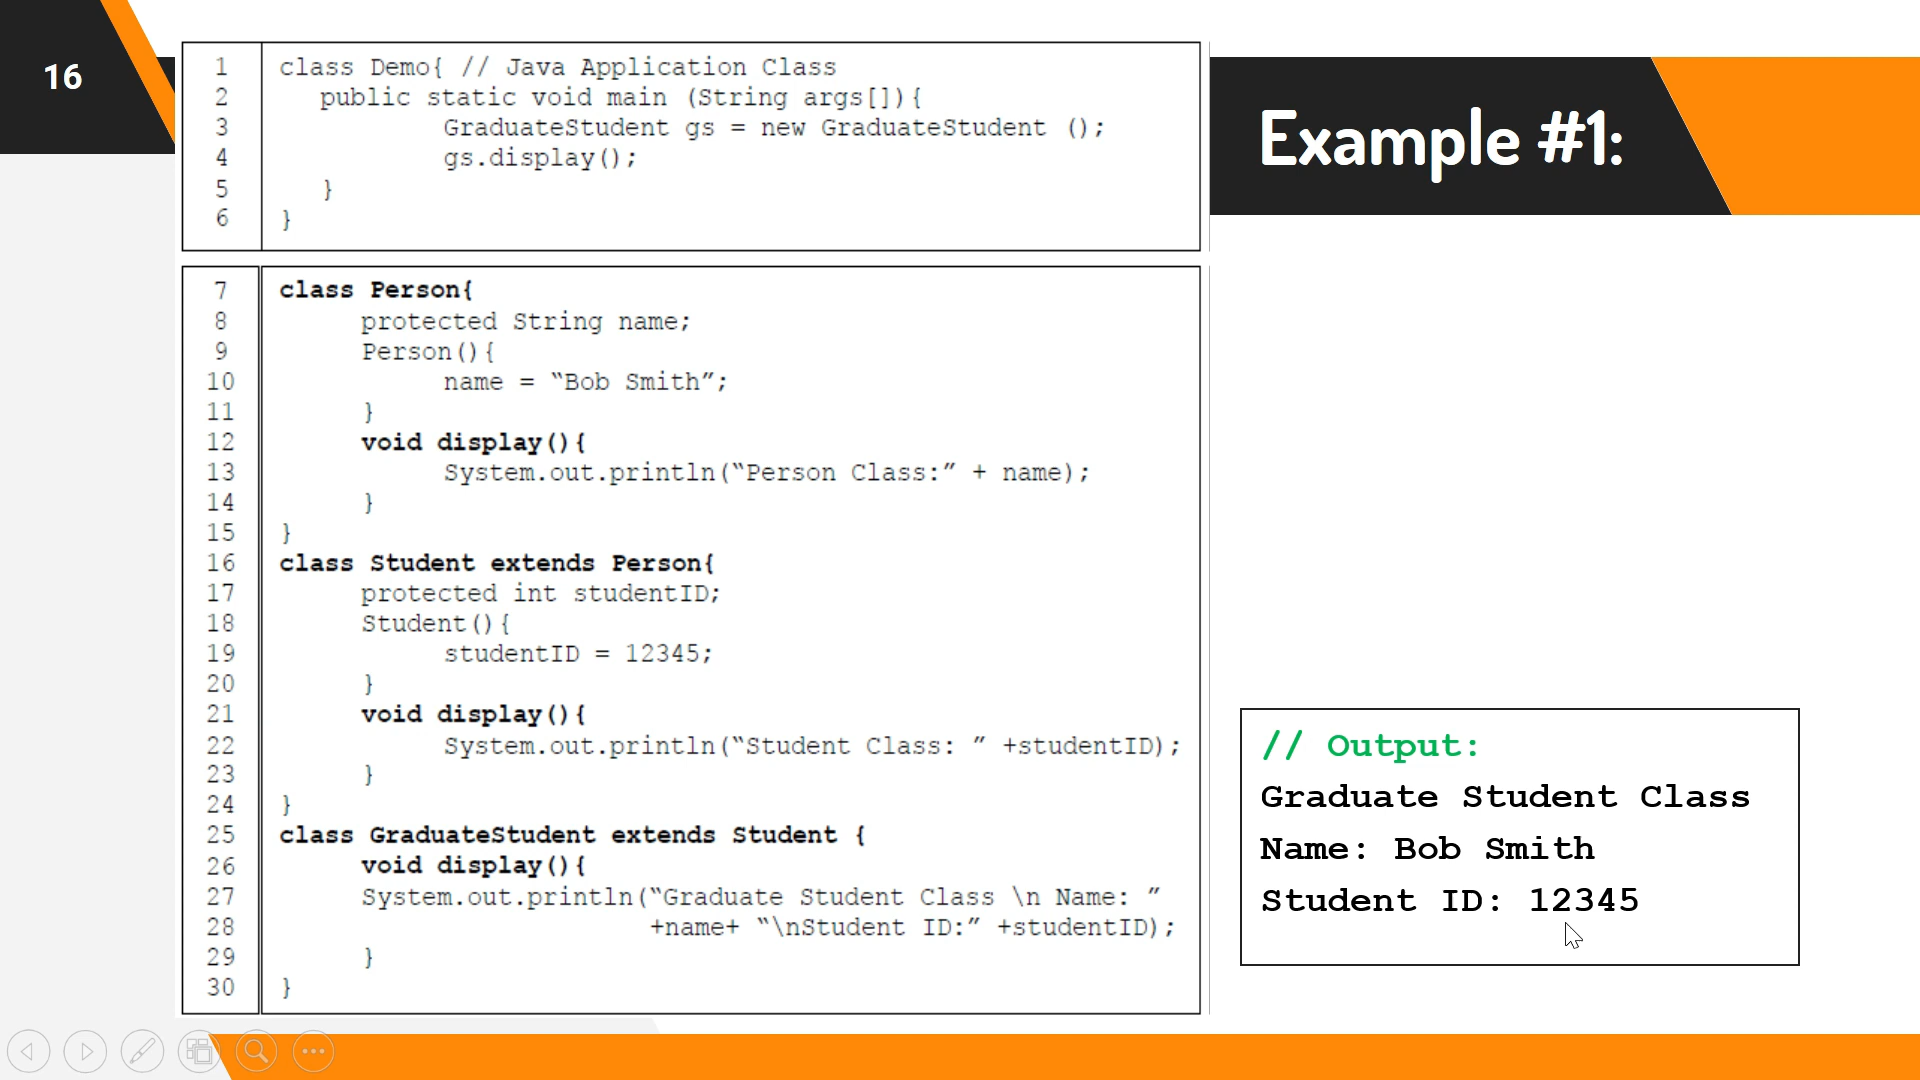 16
1 class Demo{ // Java Application Class
2 public static void main (String args[]){
3 GraduateStudent gs = new GraduateStudent ();
4 gs.display();
5 }
6 }
Example #1:
7 class Person{
8 protected String name;
9 Person(){
10 name = “Bob Smith”;
11 }
12 void display(){
13 System.out.println(“Person Class:” + name);
14 }
15 }
16 class Student extends Person{
17 protected int studentID;
18 Student(){
19 studentID = 12345;
20 }
21 void display(){
22 System.out.println(“Student Class: ” +studentID);
23 }
24 }
25 class GraduateStudent extends Student {
26 void display(){
27 System.out.println(“Graduate Student Class \n Name: ”
28 +name+ “\nStudent ID:” +studentID);
29 }
30 }
// Output:
Graduate Student Class
Name: Bob Smith
Student ID: 12345